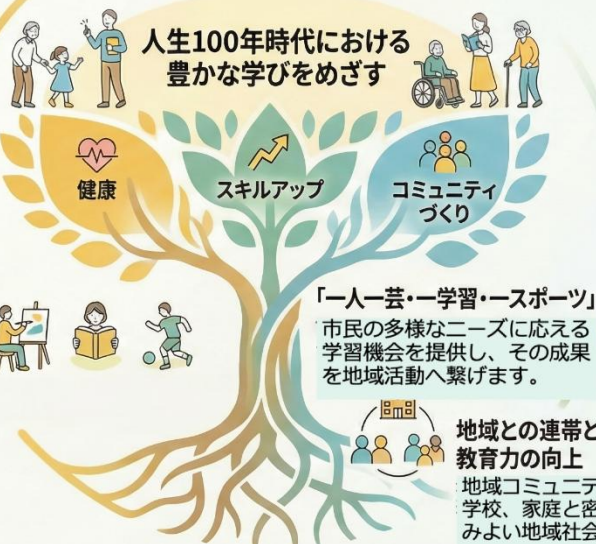 人生100年時代における
豊かな学びをめざす
健康
スキルアップ
コミュニティ
づくり
「一人一芸・一学習・一スポーツ」
市民の多様なニーズに応える
学習機会を提供し、その成果
を地域活動へ繋げます。
地域との連帯と
教育力の向上
地域コミュニテ
学校、家庭と密
みよい地域社会